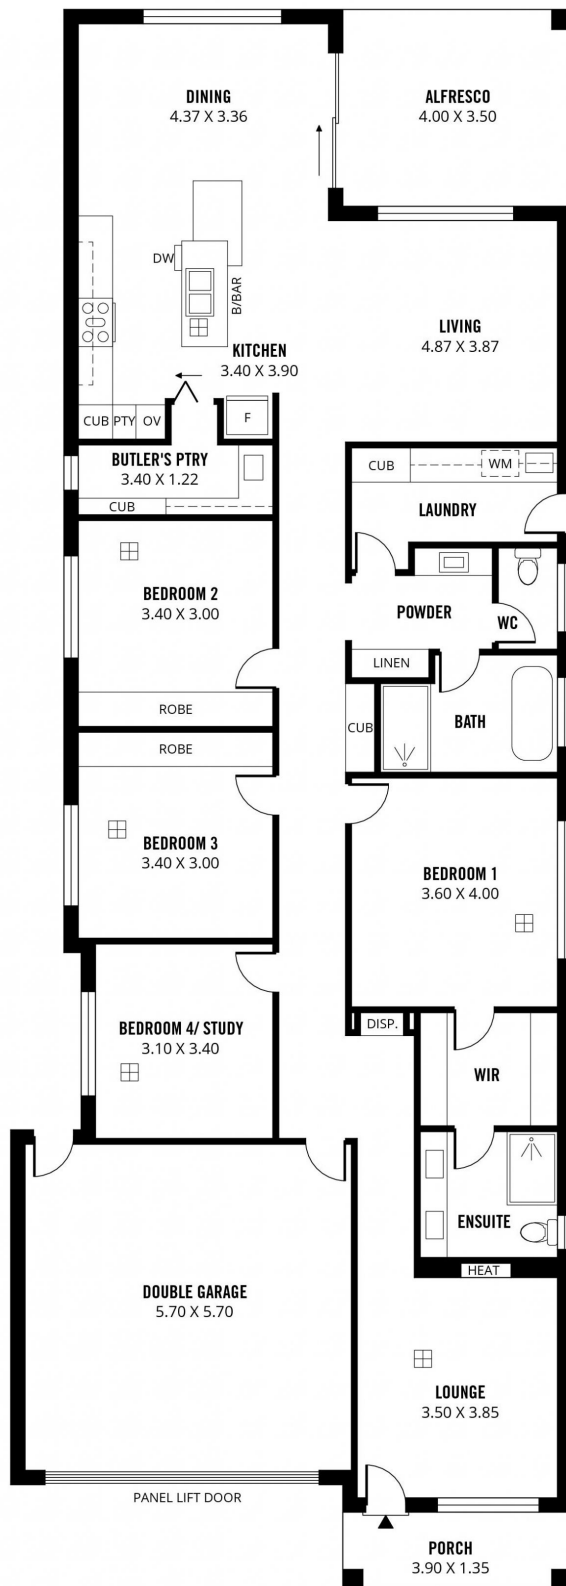 DINING
4.37 X 3.36
ALFRESCO
4.00 X 3.50
DW
B/BAR
LIVING
4.87 X 3.87
KITCHEN
3.40 X 3.90
CUB
PTY
OV
F
BUTLER'S PTRY
3.40 X 1.22
CUB
CUB
WM
LAUNDRY
BEDROOM 2
3.40 X 3.00
POWDER
WC
LINEN
ROBE
CUB
BATH
ROBE
BEDROOM 3
3.40 X 3.00
BEDROOM 1
3.60 X 4.00
BEDROOM 4/ STUDY
3.10 X 3.40
DISP.
WIR
ENSUITE
HEAT
DOUBLE GARAGE
5.70 X 5.70
LOUNGE
3.50 X 3.85
PANEL LIFT DOOR
PORCH
3.90 X 1.35